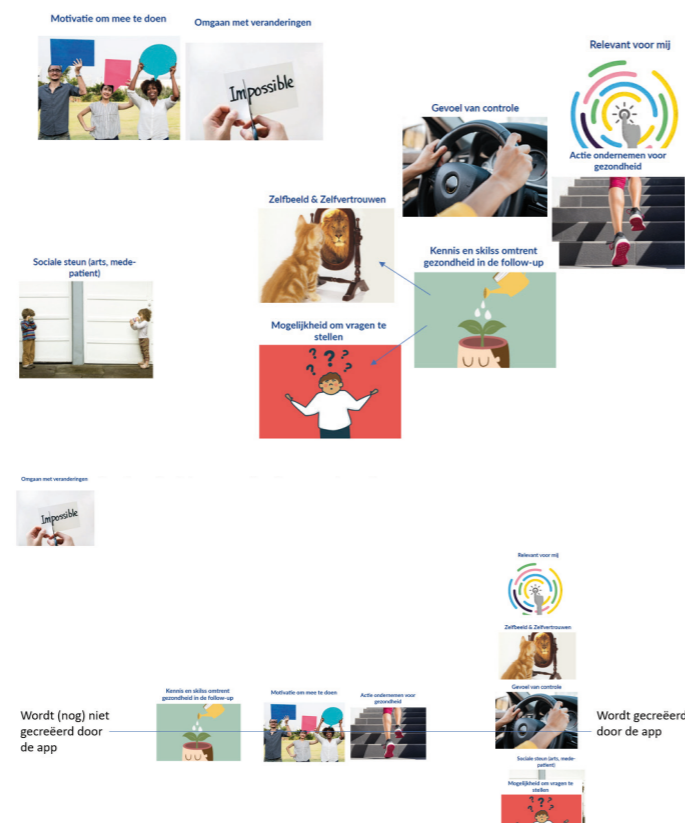 Motivatie om mee te doen
Omgaan met veranderingen
Impossible
Relevant voor mij
Gevoel van controle
Actie ondernemen voor
gezondheid
Zelfbeeld & Zelfvertrouwen
Kennis en skilss omtrent
gezondheid in de follow-up
Sociale steun (arts, mede-
patient)
Mogelijkheid om vragen te
stellen
? ? ? ? ?
Omgaan met veranderingen
Impossible
Relevant voor mij
Zelfbeeld & Zelfvertrouwen
Kennis en skilss omtrent
gezondheid in de follow-up
Motivatie om mee te doen
Actie ondernemen voor
gezondheid
Gevoel van controle
Wordt (nog) niet
gecreëerd door
de app
Wordt gecreëerd
door de app
Sociale steun (arts, mede-
patient)
Mogelijkheid om vragen te
stellen
? ? ? ? ?